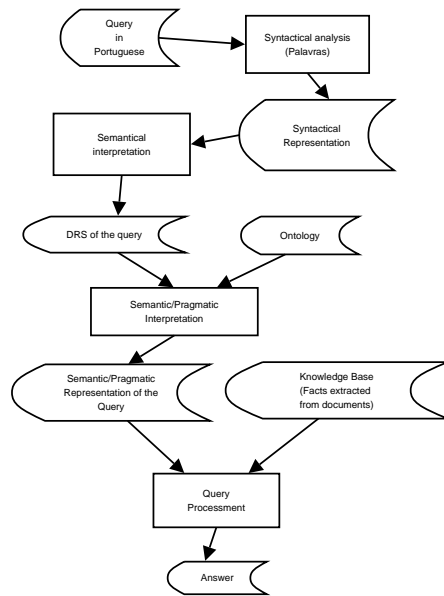 Query
in
Portuguese
Syntactical analysis
(Palavras)
Semantical
interpretation
Syntactical
Representation
DRS of the query
Ontology
Semantic/Pragmatic
Interpretation
Semantic/Pragmatic
Representation of the
Query
Knowledge Base
(Facts extracted
from documents)
Query
Processment
Answer